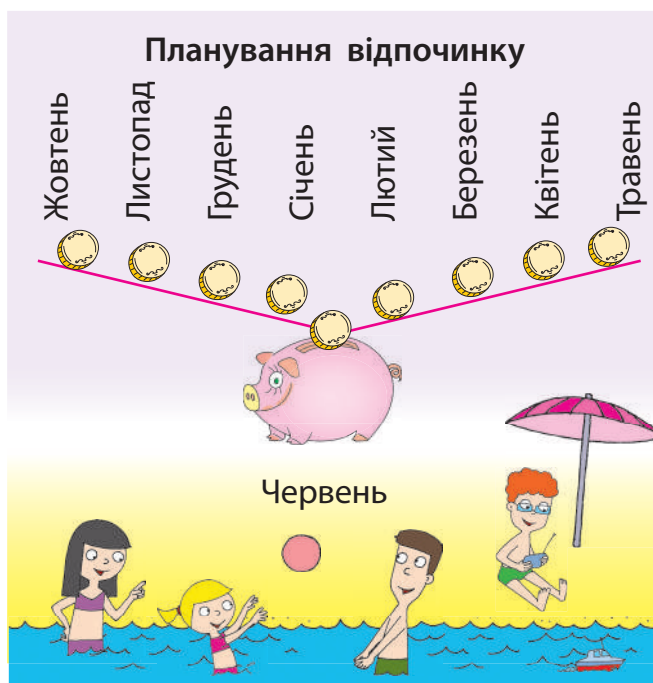 Планування відпочинку
Жовтень
Листопад
Грудень
Січень
Лютий
Березень
Квітень
Травень
Червень